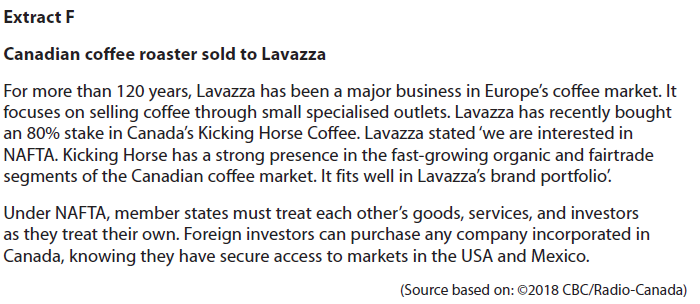 Extract F
Canadian coffee roaster sold to Lavazza
For more than 120 years, Lavazza has been a major business in Europe’s coffee market. It
focuses on selling coffee through small specialised outlets. Lavazza has recently bought
an 80% stake in Canada’s Kicking Horse Coffee. Lavazza stated ‘we are interested in
NAFTA. Kicking Horse has a strong presence in the fast-growing organic and fairtrade
segments of the Canadian coffee market. It fits well in Lavazza’s brand portfolio’.
Under NAFTA, member states must treat each other’s goods, services, and investors
as they treat their own. Foreign investors can purchase any company incorporated in
Canada, knowing they have secure access to markets in the USA and Mexico.
(Source based on: ©2018 CBC/Radio-Canada)